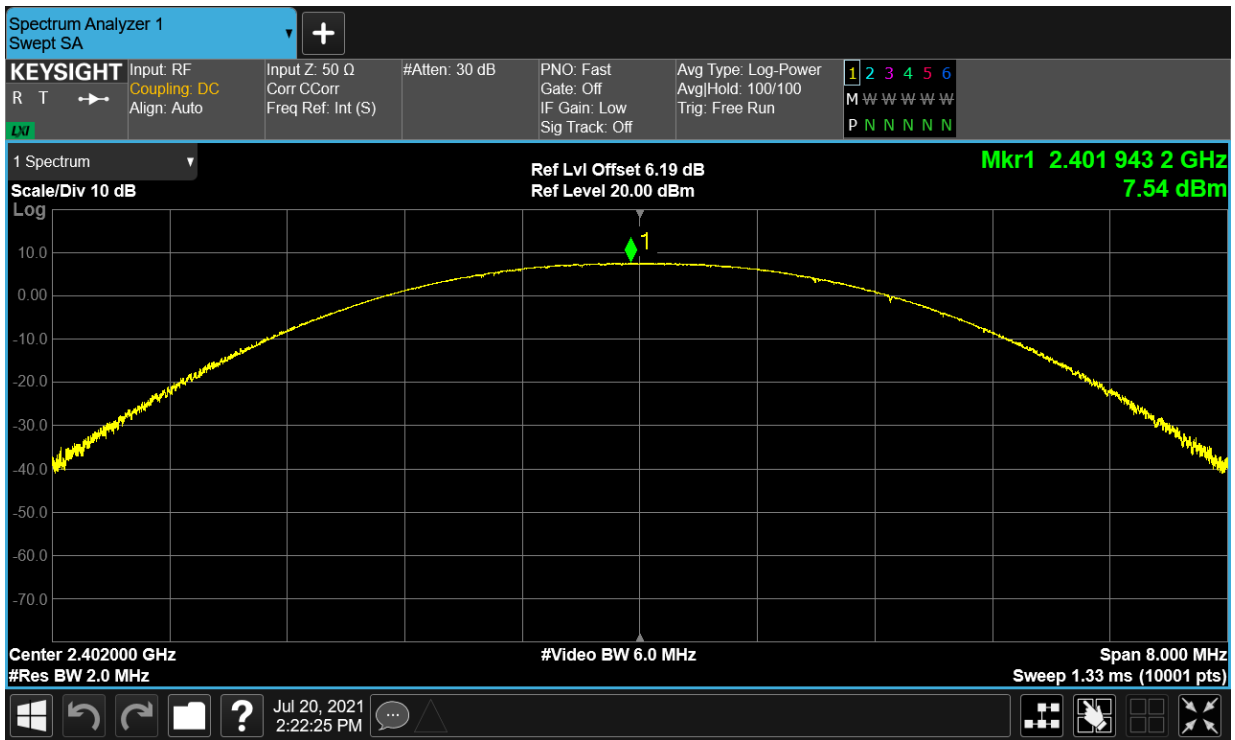 Spectrum Analyzer 1
Swept SA
KEYSIGHT
R T
LXI
Input: RF
Coupling: DC
Align: Auto
Input Z: 50 Ω
Corr CCorr
Freq Ref: Int (S)
#Atten: 30 dB
PNO: Fast
Gate: Off
IF Gain: Low
Sig Track: Off
Avg Type: Log-Power
Avg|Hold: 100/100
Trig: Free Run
1 2 3 4 5 6
M W W W W W
P N N N N N
1 Spectrum
Scale/Div 10 dB
Log
Ref Lvl Offset 6.19 dB
Ref Level 20.00 dBm
Mkr1 2.401 943 2 GHz
7.54 dBm
1
10.0
0.00
-10.0
-20.0
-30.0
-40.0
-50.0
-60.0
-70.0
Center 2.402000 GHz
#Res BW 2.0 MHz
#Video BW 6.0 MHz
Span 8.000 MHz
Sweep 1.33 ms (10001 pts)
?
Jul 20, 2021
2:22:25 PM